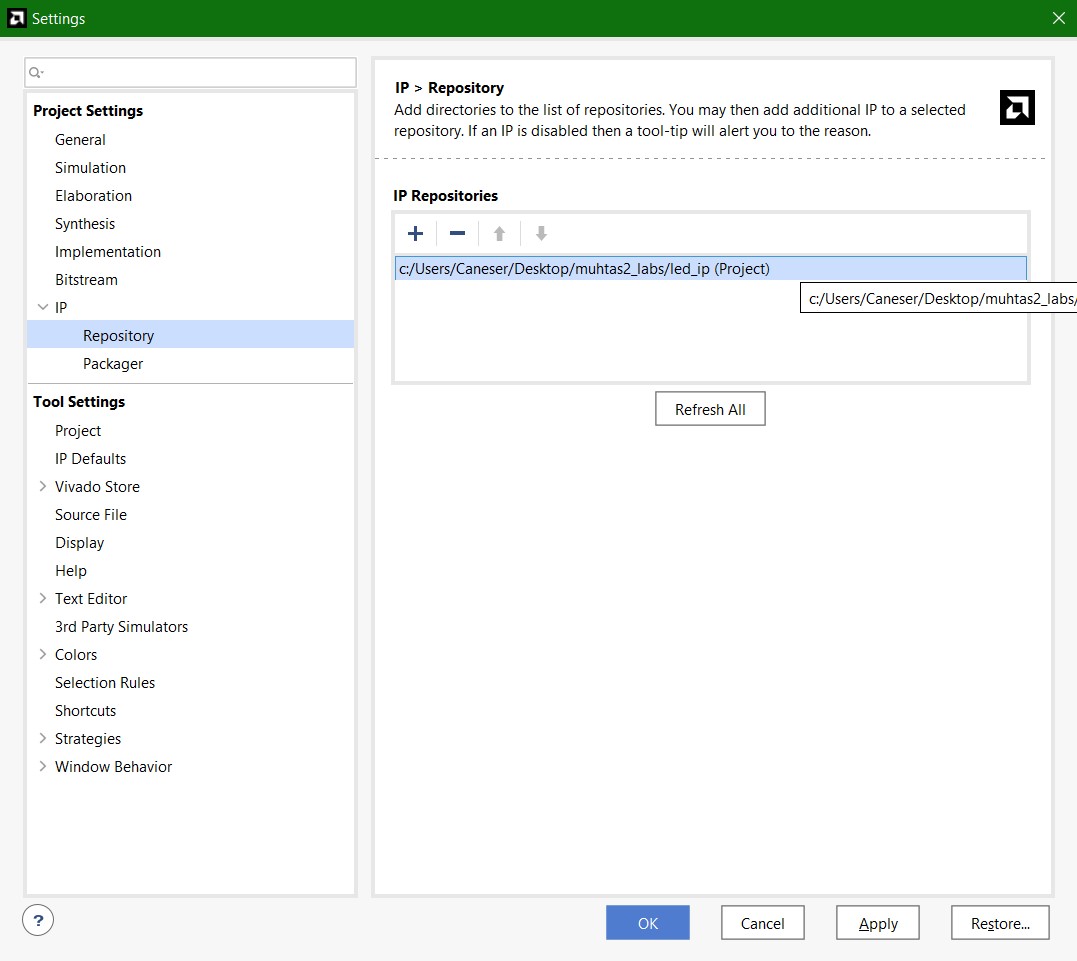 Settings
Project Settings
General
Simulation
Elaboration
Synthesis
Implementation
Bitstream
IP
Repository
Packager
Tool Settings
Project
IP Defaults
Vivado Store
Source File
Display
Help
Text Editor
3rd Party Simulators
Colors
Selection Rules
Shortcuts
Strategies
Window Behavior
IP > Repository
Add directories to the list of repositories. You may then add additional IP to a selected
repository. If an IP is disabled then a tool-tip will alert you to the reason.
IP Repositories
c:/Users/Caneser/Desktop/muhtas2_labs/led_ip (Project)
c:/Users/Caneser/Desktop/muhtas2_labs/
Refresh All
?
OK
Cancel
Apply
Restore...